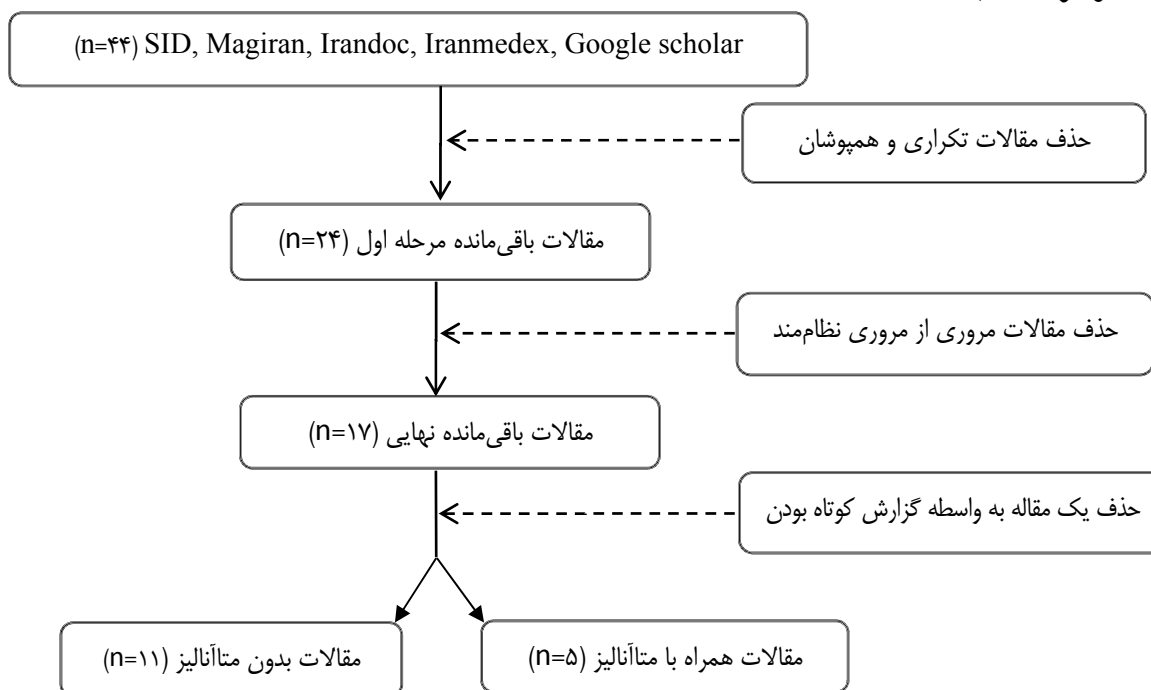 (n=۴۴) SID, Magiran, Irandoc, Iranmedex, Google scholar
حذف مقالات تکراری و همپوشان
مقالات باقی‌مانده مرحله اول (n=۲۴)
حذف مقالات مروری از مروری نظام‌مند
مقالات باقی‌مانده نهایی (n=۱۷)
حذف یک مقاله به واسطه گزارش کوتاه بودن
مقالات همراه با متاآنالیز (n=۵)
مقالات بدون متاآنالیز (n=۱۱)